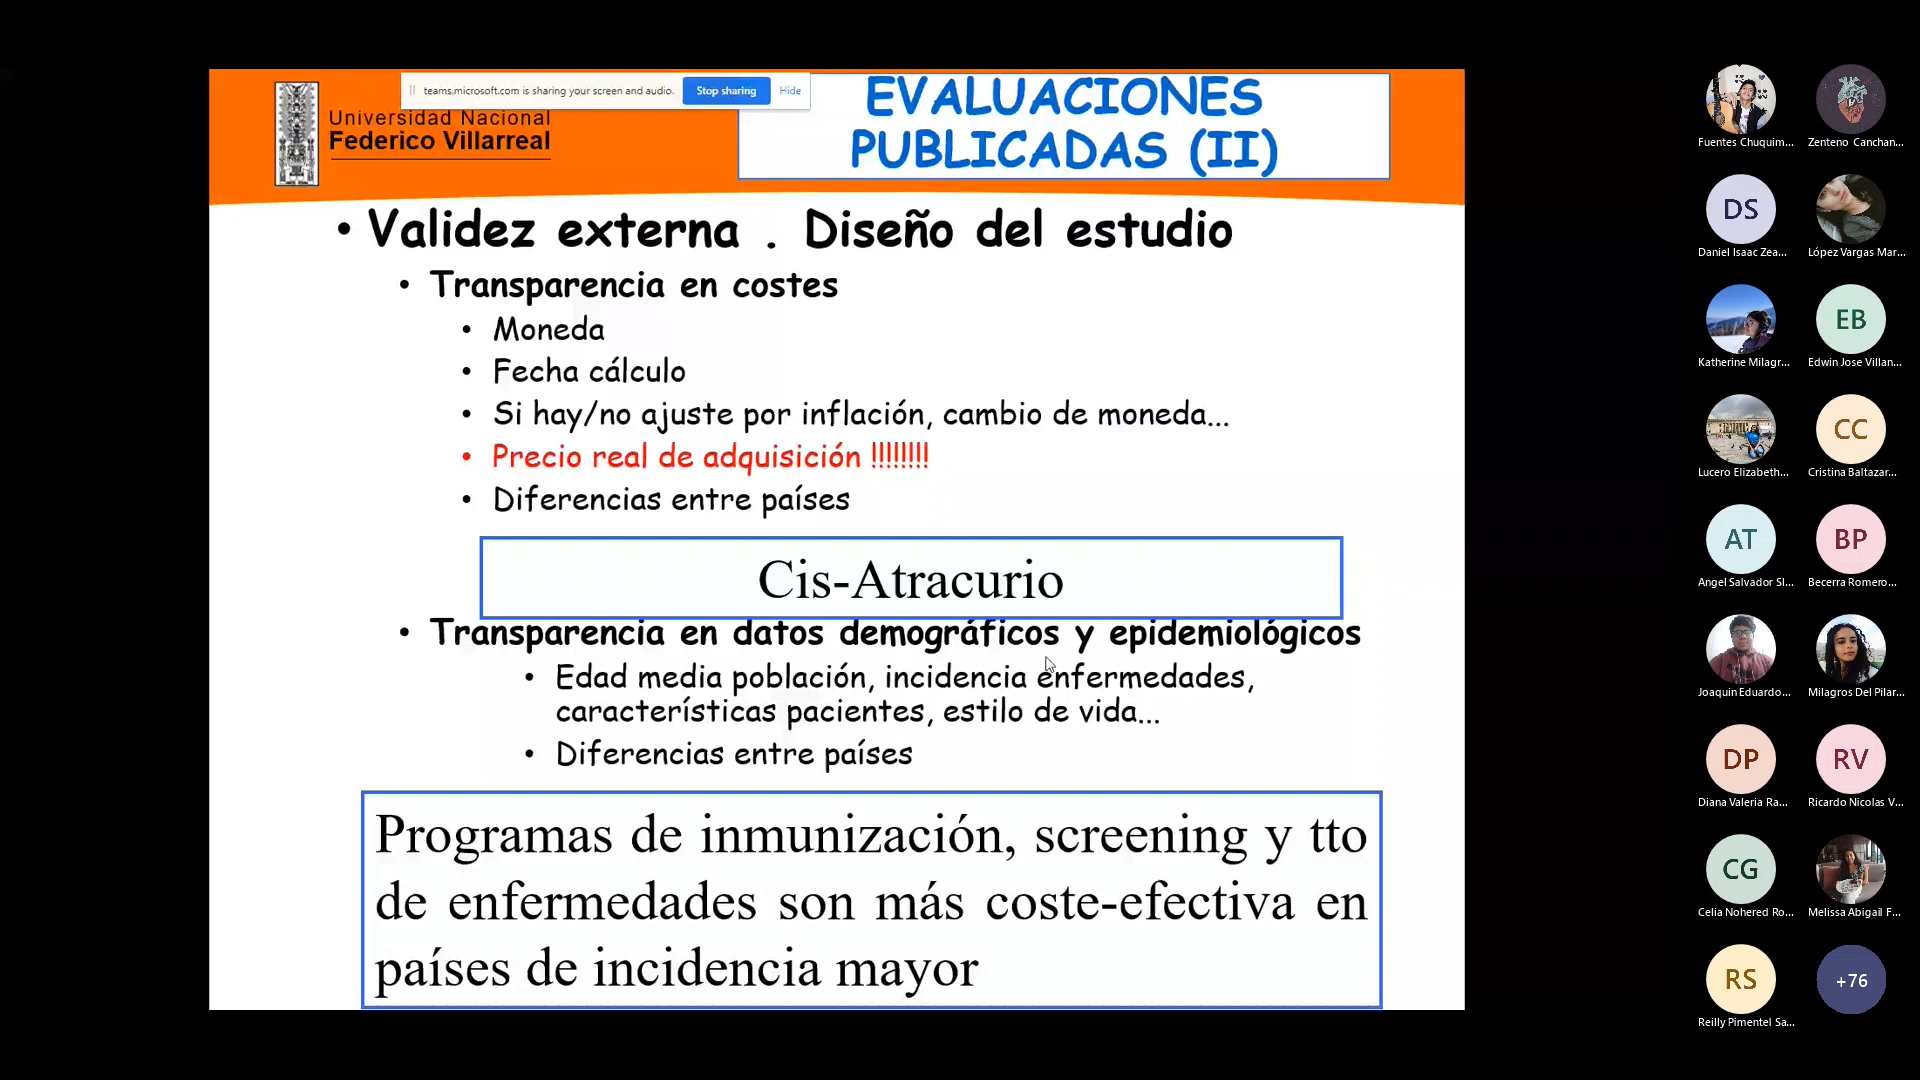 teams.microsoft.com is sharing your screen and audio.
Stop sharing
Hide
Universidad Nacional
Federico Villarreal
EVALUACIONES
PUBLICADAS (II)
• Validez externa . Diseño del estudio
• Transparencia en costes
• Moneda
• Fecha cálculo
• Si hay/no ajuste por inflación, cambio de moneda...
• Precio real de adquisición !!!!!!!!
• Diferencias entre países
Cis-Atracurio
• Transparencia en datos demográficos y epidemiológicos
• Edad media población, incidencia enfermedades,
características pacientes, estilo de vida...
• Diferencias entre países
Programas de inmunización, screening y tto
de enfermedades son más coste-efectiva en
países de incidencia mayor
Fuentes Chuquim...
Zenteno Canchan...
DS
Daniel Isaac Zea...
López Vargas Mar...
Katherine Milagr...
EB
Edwin Jose Villan...
Lucero Elizabeth...
CC
Cristina Baltazar...
AT
Angel Salvador Sl...
BP
Becerra Romero...
Joaquin Eduardo...
Milagros Del Pilar...
DP
Diana Valeria Ra...
RV
Ricardo Nicolas V...
CG
Celia Nohered Ro...
Melissa Abigail F...
RS
Reilly Pimentel Sa...
+76